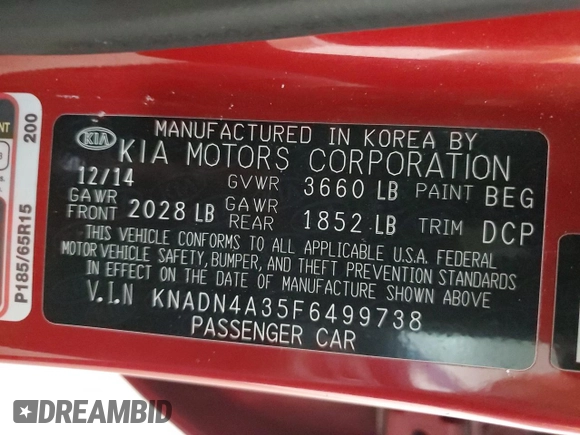 KIA
MANUFACTURED IN KOREA BY
KIA MOTORS CORPORATION
12/14 GVWR 3660 LB PAINT BEG
GAWR FRONT 2028 LB GAWR REAR 1852 LB TRIM DCP
THIS VEHICLE CONFORMS TO ALL APPLICABLE U.S.A. FEDERAL
MOTOR VEHICLE SAFETY, BUMPER, AND THEFT PREVENTION STANDARDS
IN EFFECT ON THE DATE OF MANUFACTURE SHOWN ABOVE
V.I.N KNADN4A35F6499738
PASSENGER CAR
P185/65R15
200
DREAMBID